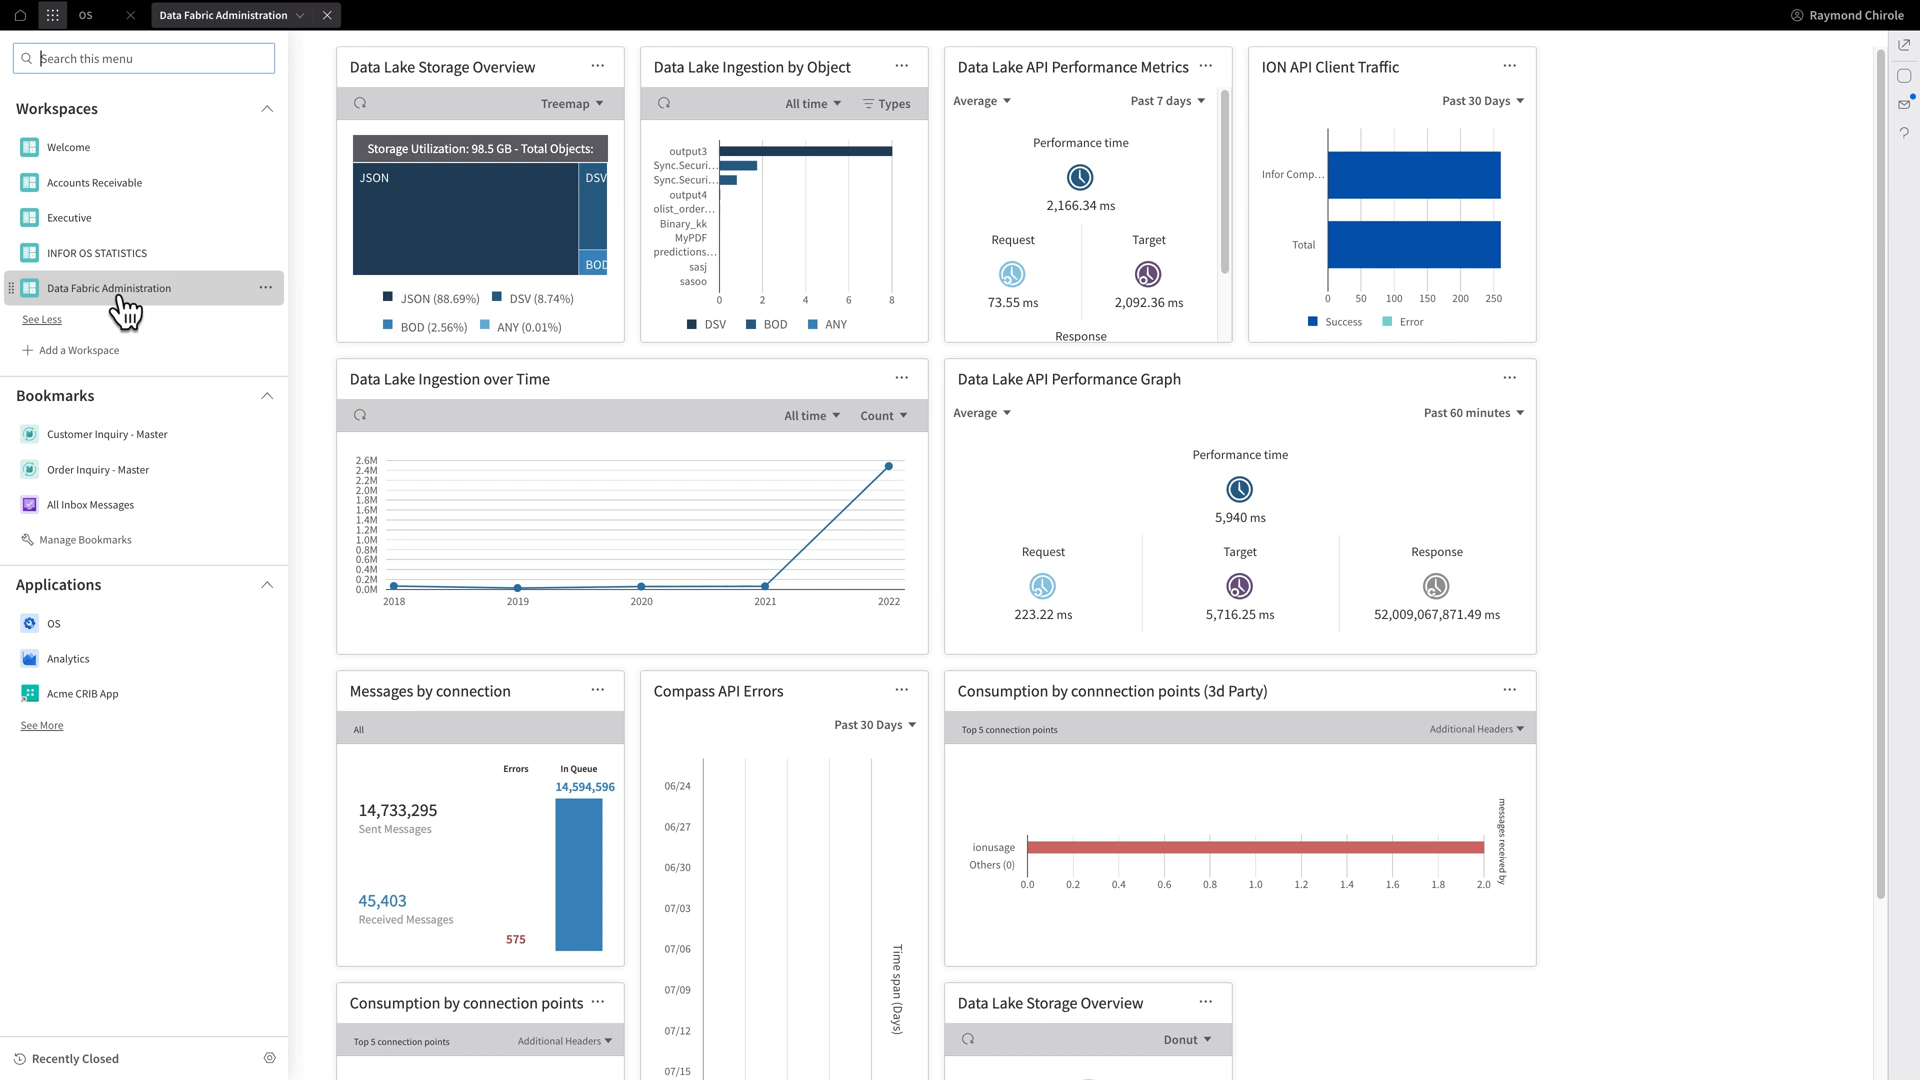 OS
Data Fabric Administration
Raymond Chirole
Search this menu
Workspaces
Welcome
Accounts Receivable
Executive
INFOR OS STATISTICS
Data Fabric Administration
See Less
Add a Workspace
Bookmarks
Customer Inquiry - Master
Order Inquiry - Master
All Inbox Messages
Manage Bookmarks
Applications
OS
Analytics
Acme CRIB App
See More
Recently Closed
Data Lake Storage Overview
Treemap
Storage Utilization: 98.5 GB - Total Objects:
JSON
DSV
BOD
JSON (88.69%)
DSV (8.74%)
BOD (2.56%)
ANY (0.01%)
Data Lake Ingestion by Object
All time
Types
output3
Sync.Securi...
Sync.Securi...
output4
olist_order...
Binary_kk
MyPDF
predictions...
sasj
sasoo
0 2 4 6 8
DSV BOD ANY
Data Lake API Performance Metrics
Average
Past 7 days
Performance time
2,166.34 ms
Request
Target
73.55 ms
2,092.36 ms
Response
ION API Client Traffic
Past 30 Days
Infor Comp...
Total
0 50 100 150 200 250
Success Error
Data Lake Ingestion over Time
All time
Count
2.6M
2.4M
2.2M
2.0M
1.8M
1.6M
1.4M
1.2M
1.0M
0.8M
0.6M
0.4M
0.2M
0.0M
2018 2019 2020 2021 2022
Data Lake API Performance Graph
Average
Past 60 minutes
Performance time
5,940 ms
Request
Target
Response
223.22 ms
5,716.25 ms
52,009,067,871.49 ms
Messages by connection
All
Errors
In Queue
14,594,596
14,733,295
Sent Messages
45,403
Received Messages
575
Compass API Errors
Past 30 Days
06/24
06/27
06/30
07/03
07/06
07/09
07/12
07/15
Time span (Days)
Consumption by connnection points (3d Party)
Top 5 connection points
Additional Headers
ionusage
Others (0)
0.0 0.2 0.4 0.6 0.8 1.0 1.2 1.4 1.6 1.8 2.0
messages received by
Consumption by connection points
Top 5 connection points
Additional Headers
Data Lake Storage Overview
Donut